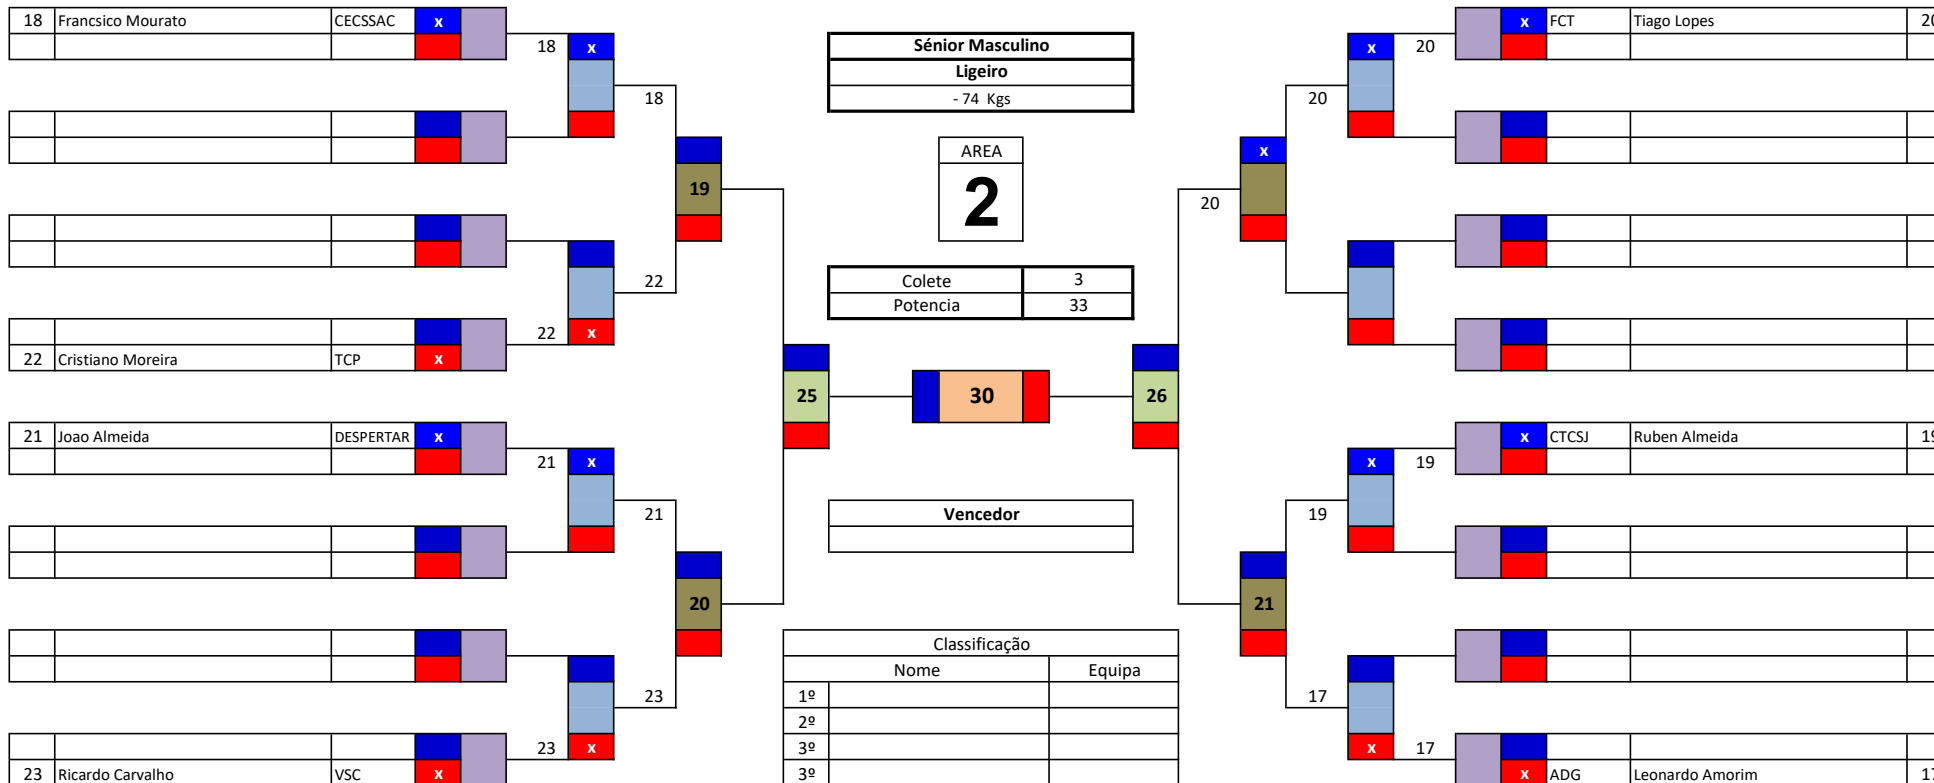 18 Francsico Mourato CECSSAC x
18 x
18
22
22 x
22 Cristiano Moreira TCP x
19
21 Joao Almeida DESPERTAR x
21 x
21
20
23
23 x
23 Ricardo Carvalho VSC x
25
Sénior Masculino
Ligeiro
- 74 Kgs
AREA
2
Colete 3
Potencia 33
30
Vencedor
Classificação
Nome Equipa
1º
2º
3º
3º
26
x FCT Tiago Lopes
x 20
20
x
20
x CTCSJ Ruben Almeida
x 19
19
21
17
x 17
x ADG Leonardo Amorim